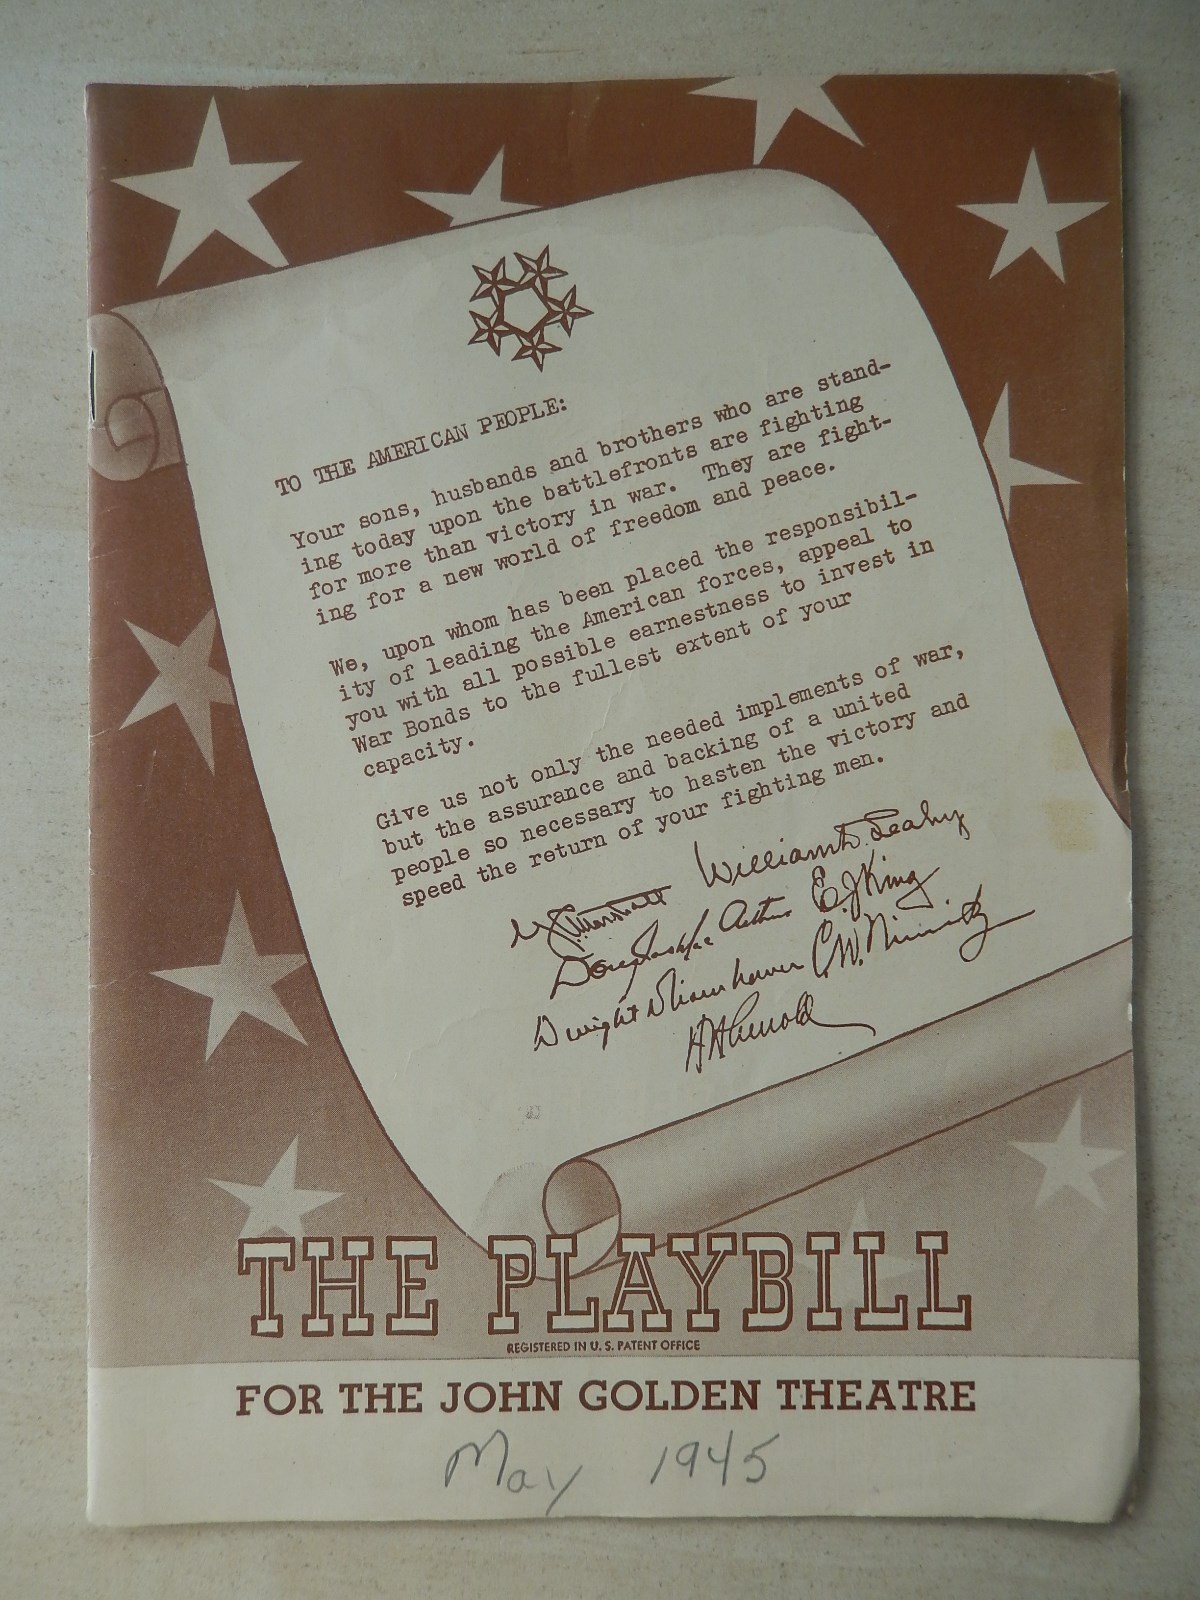 TO THE AMERICAN PEOPLE:
Your sons, husbands and brothers who are stand-
ing today upon the battlefronts are fighting
for more than victory in war. They are fight-
ing for a new world of freedom and peace.
We, upon whom has been placed the responsibil-
ity of leading the American forces, appeal to
you with all possible earnestness to invest in
War Bonds to the fullest extent of your
capacity.
Give us not only the needed implements of war,
but the assurance and backing of a united
people so necessary to hasten the victory and
speed the return of your fighting men.
William D. Leahy
G. C. Marshall
E. J. King
Douglas MacArthur
C. W. Nimitz
Dwight D Eisenhower
H H Arnold
THE PLAYBILL
REGISTERED IN U. S. PATENT OFFICE
FOR THE JOHN GOLDEN THEATRE
May 1945